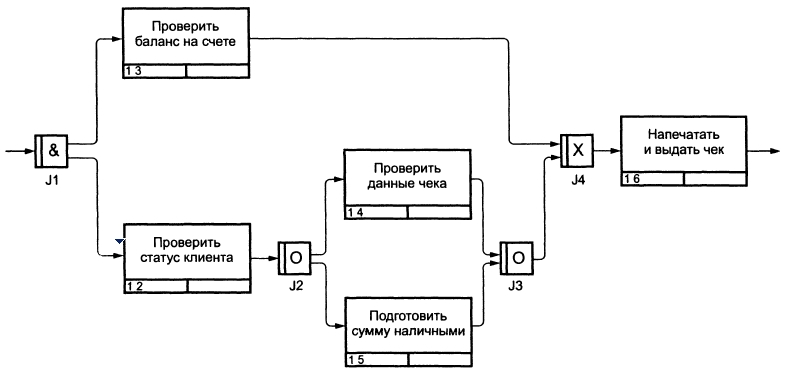 Проверить
баланс на счете
1 3
&
J1
X
J4
Напечатать
и выдать чек
1 6
Проверить
данные чека
1 4
Проверить
статус клиента
1 2
O
J2
O
J3
Подготовить
сумму наличными
1 5